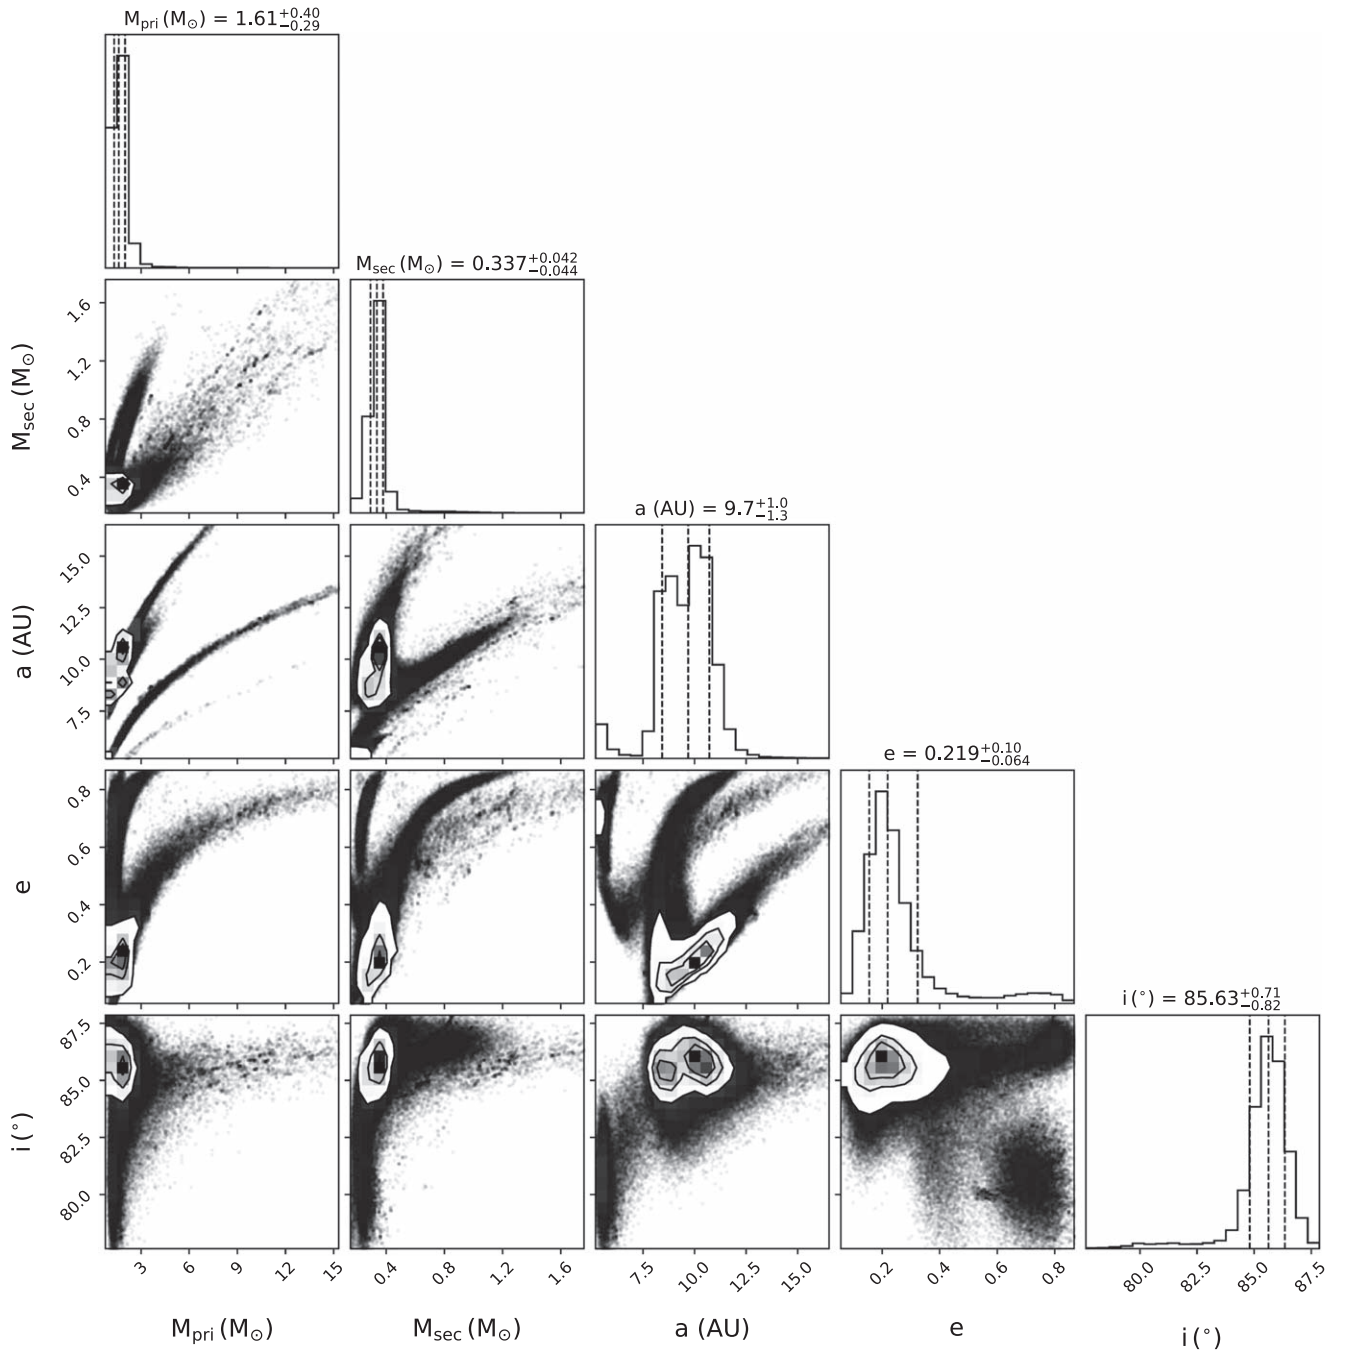 M_pri (M_⊙) = 1.61^{+0.40}_{−0.29}
M_sec (M_⊙) = 0.337^{+0.042}_{−0.044}
1.6
1.2
0.8
0.4
M_sec (M_⊙)
a (AU) = 9.7^{+1.0}_{−1.3}
15.0
12.5
10.0
7.5
a (AU)
e = 0.219^{+0.10}_{−0.064}
0.8
0.6
0.4
0.2
e
i (°) = 85.63^{+0.71}_{−0.82}
87.5
85.0
82.5
80.0
i (°)
3 6 9 12 15 0.4 0.8 1.2 1.6 7.5 10.0 12.5 15.0 0.2 0.4 0.6 0.8 80.0 82.5 85.0 87.5
M_pri (M_⊙) M_sec (M_⊙) a (AU) e i (°)